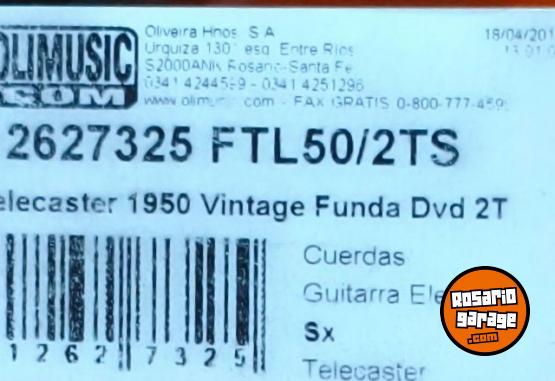 OLIMUSIC
.COM
Oliveira Hnos. S.A.
Urquiza 130 esq. Entre Rios
S2000ANK Rosario-Santa Fe
0341 4244599 - 0341 4251296
www.olimusic.com - FAX GRATIS 0-800-777-459
18/04/201
2627325 FTL50/2TS
elecaster 1950 Vintage Funda Dvd 2T
Cuerdas
Guitarra Ele
Sx
Telecaster
1 2 6 2 7 3 2 5
Rosario
garage
.com